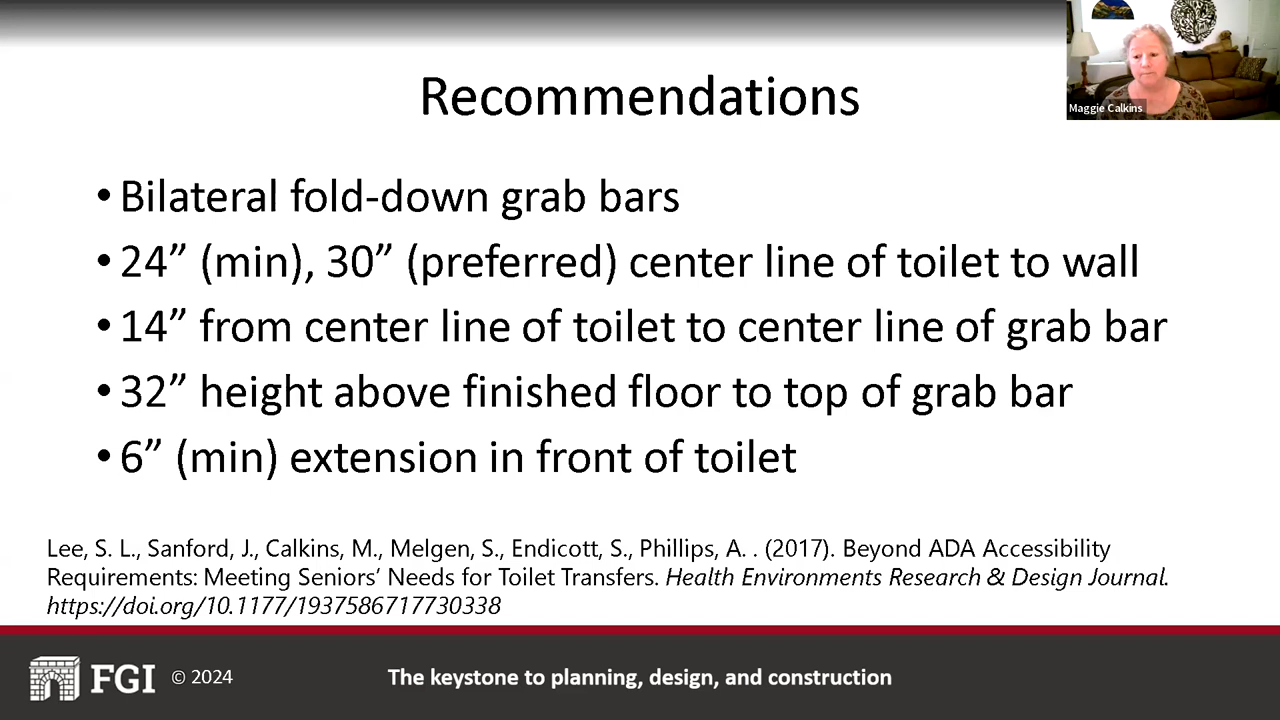 Recommendations
Maggie Calkins
• Bilateral fold-down grab bars
• 24” (min), 30” (preferred) center line of toilet to wall
• 14” from center line of toilet to center line of grab bar
• 32” height above finished floor to top of grab bar
• 6” (min) extension in front of toilet
Lee, S. L., Sanford, J., Calkins, M., Melgen, S., Endicott, S., Phillips, A. . (2017). Beyond ADA Accessibility
Requirements: Meeting Seniors’ Needs for Toilet Transfers. Health Environments Research & Design Journal.
https://doi.org/10.1177/1937586717730338
FGI © 2024
The keystone to planning, design, and construction